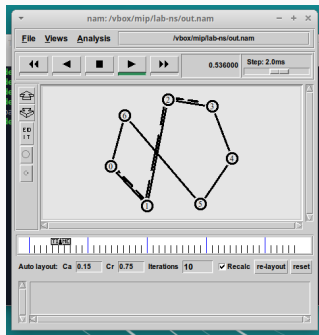 nam: /vbox/mip/lab-ns/out.nam
File Views Analysis /vbox/mip/lab-ns/out.nam
0.536000 Step: 2.0ms
ED
IT
2
3
6
4
0
1
5
Auto layout: Ca 0.15 Cr 0.75 Iterations 10 Recalc re-layout reset